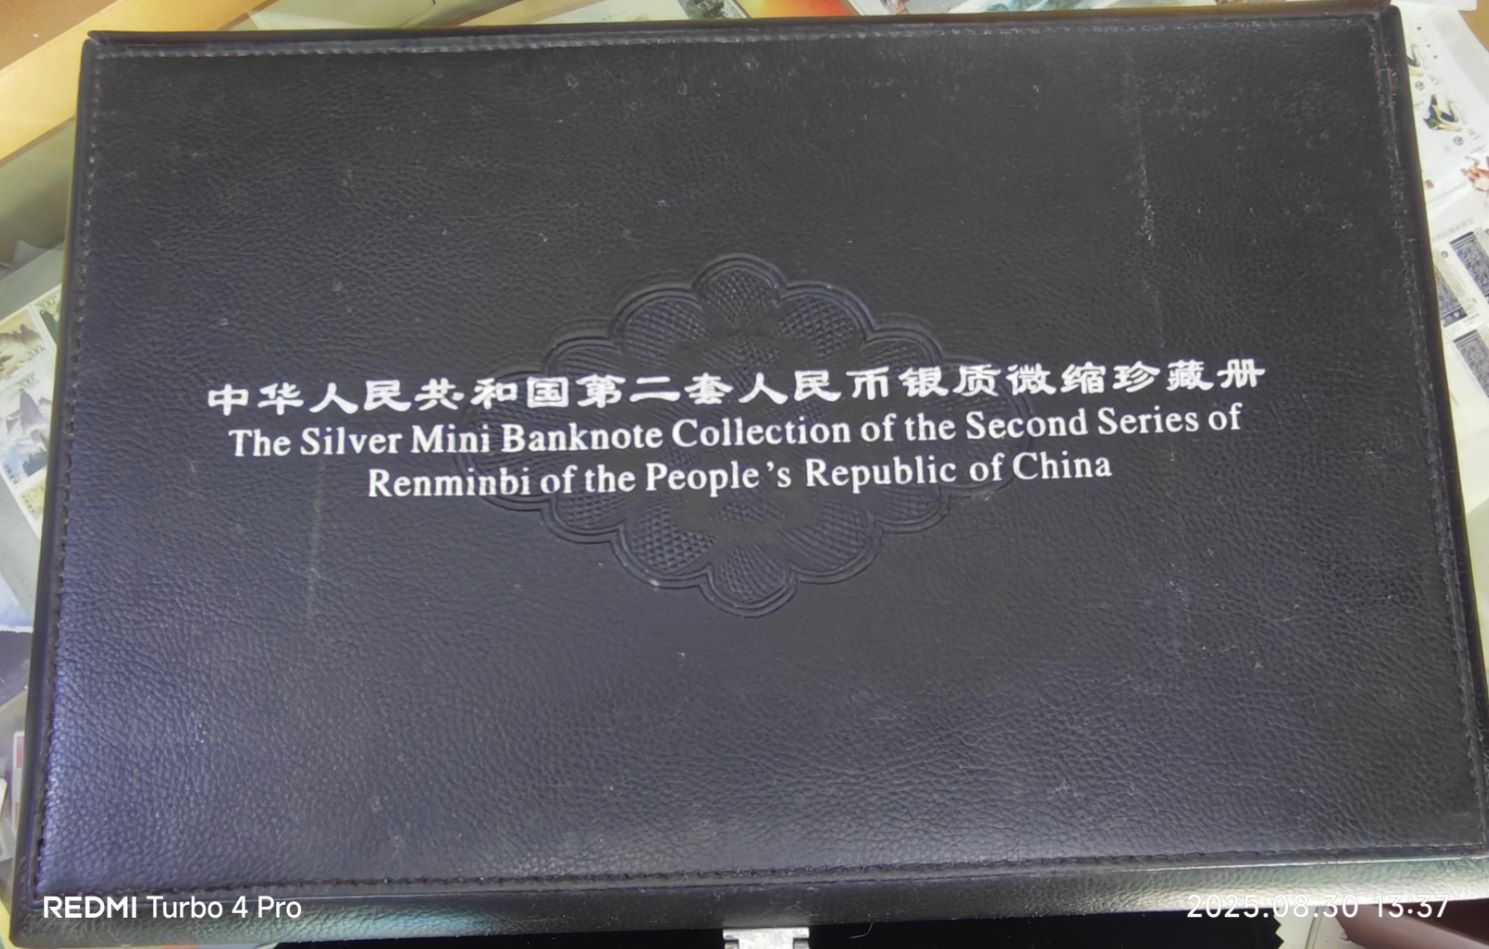 中华人民共和国第二套人民币银质微缩珍藏册
The Silver Mini Banknote Collection of the Second Series of
Renminbi of the People's Republic of China
REDMI Turbo 4 Pro
2025.08.30 13:37